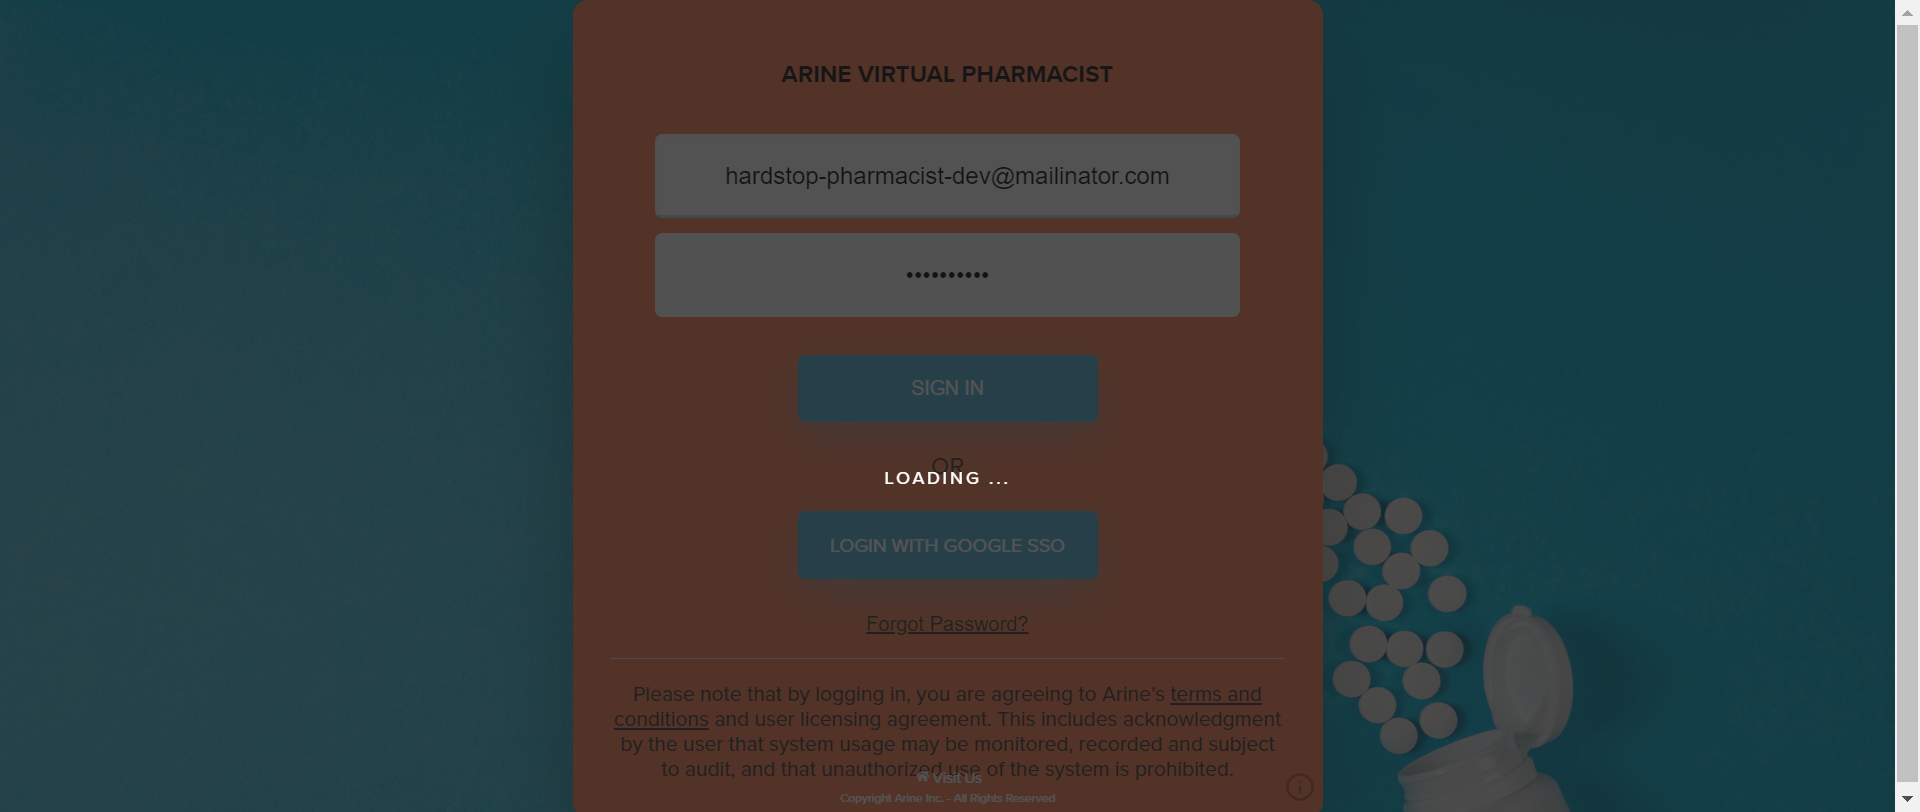 ARINE VIRTUAL PHARMACIST
hardstop-pharmacist-dev@mailinator.com
••••••••••
SIGN IN
OR
LOADING ...
LOGIN WITH GOOGLE SSO
Forgot Password?
Please note that by logging in, you are agreeing to Arine's terms and
conditions and user licensing agreement. This includes acknowledgment
by the user that system usage may be monitored, recorded and subject
to audit, and that unauthorized use of the system is prohibited.
Visit Us
Copyright Arine Inc. - All Rights Reserved